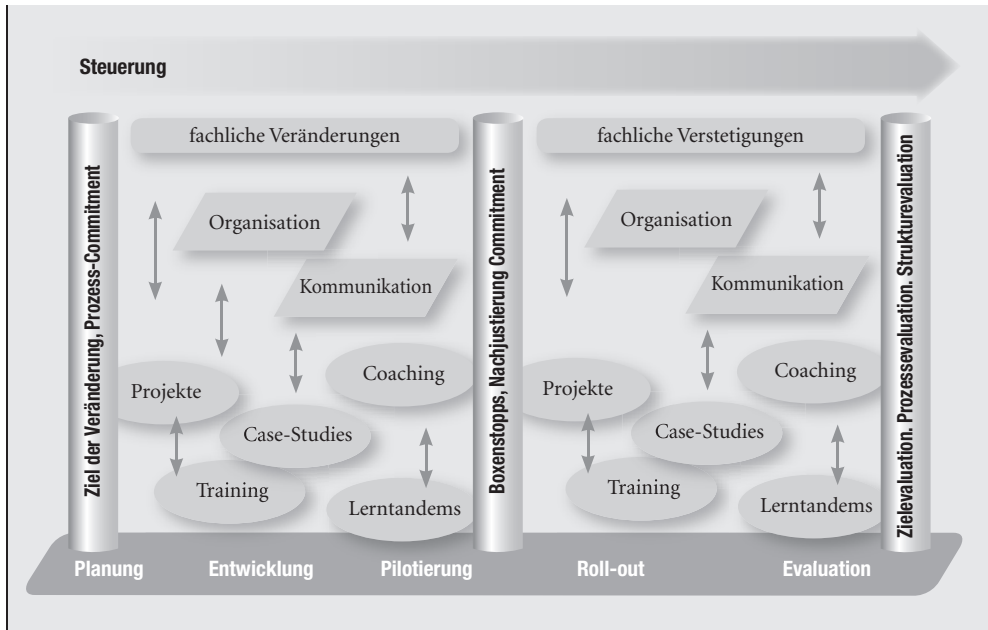 Steuerung
Ziel der Veränderung, Prozess-Commitment
fachliche Veränderungen
Organisation
Kommunikation
Projekte
Coaching
Case-Studies
Training
Lerntandems
Boxenstopps, Nachjustierung Commitment
fachliche Verstetigungen
Organisation
Kommunikation
Projekte
Coaching
Case-Studies
Training
Lerntandems
Zielevaluation. Prozessevaluation. Strukturevaluation
Planung Entwicklung Pilotierung Roll-out Evaluation